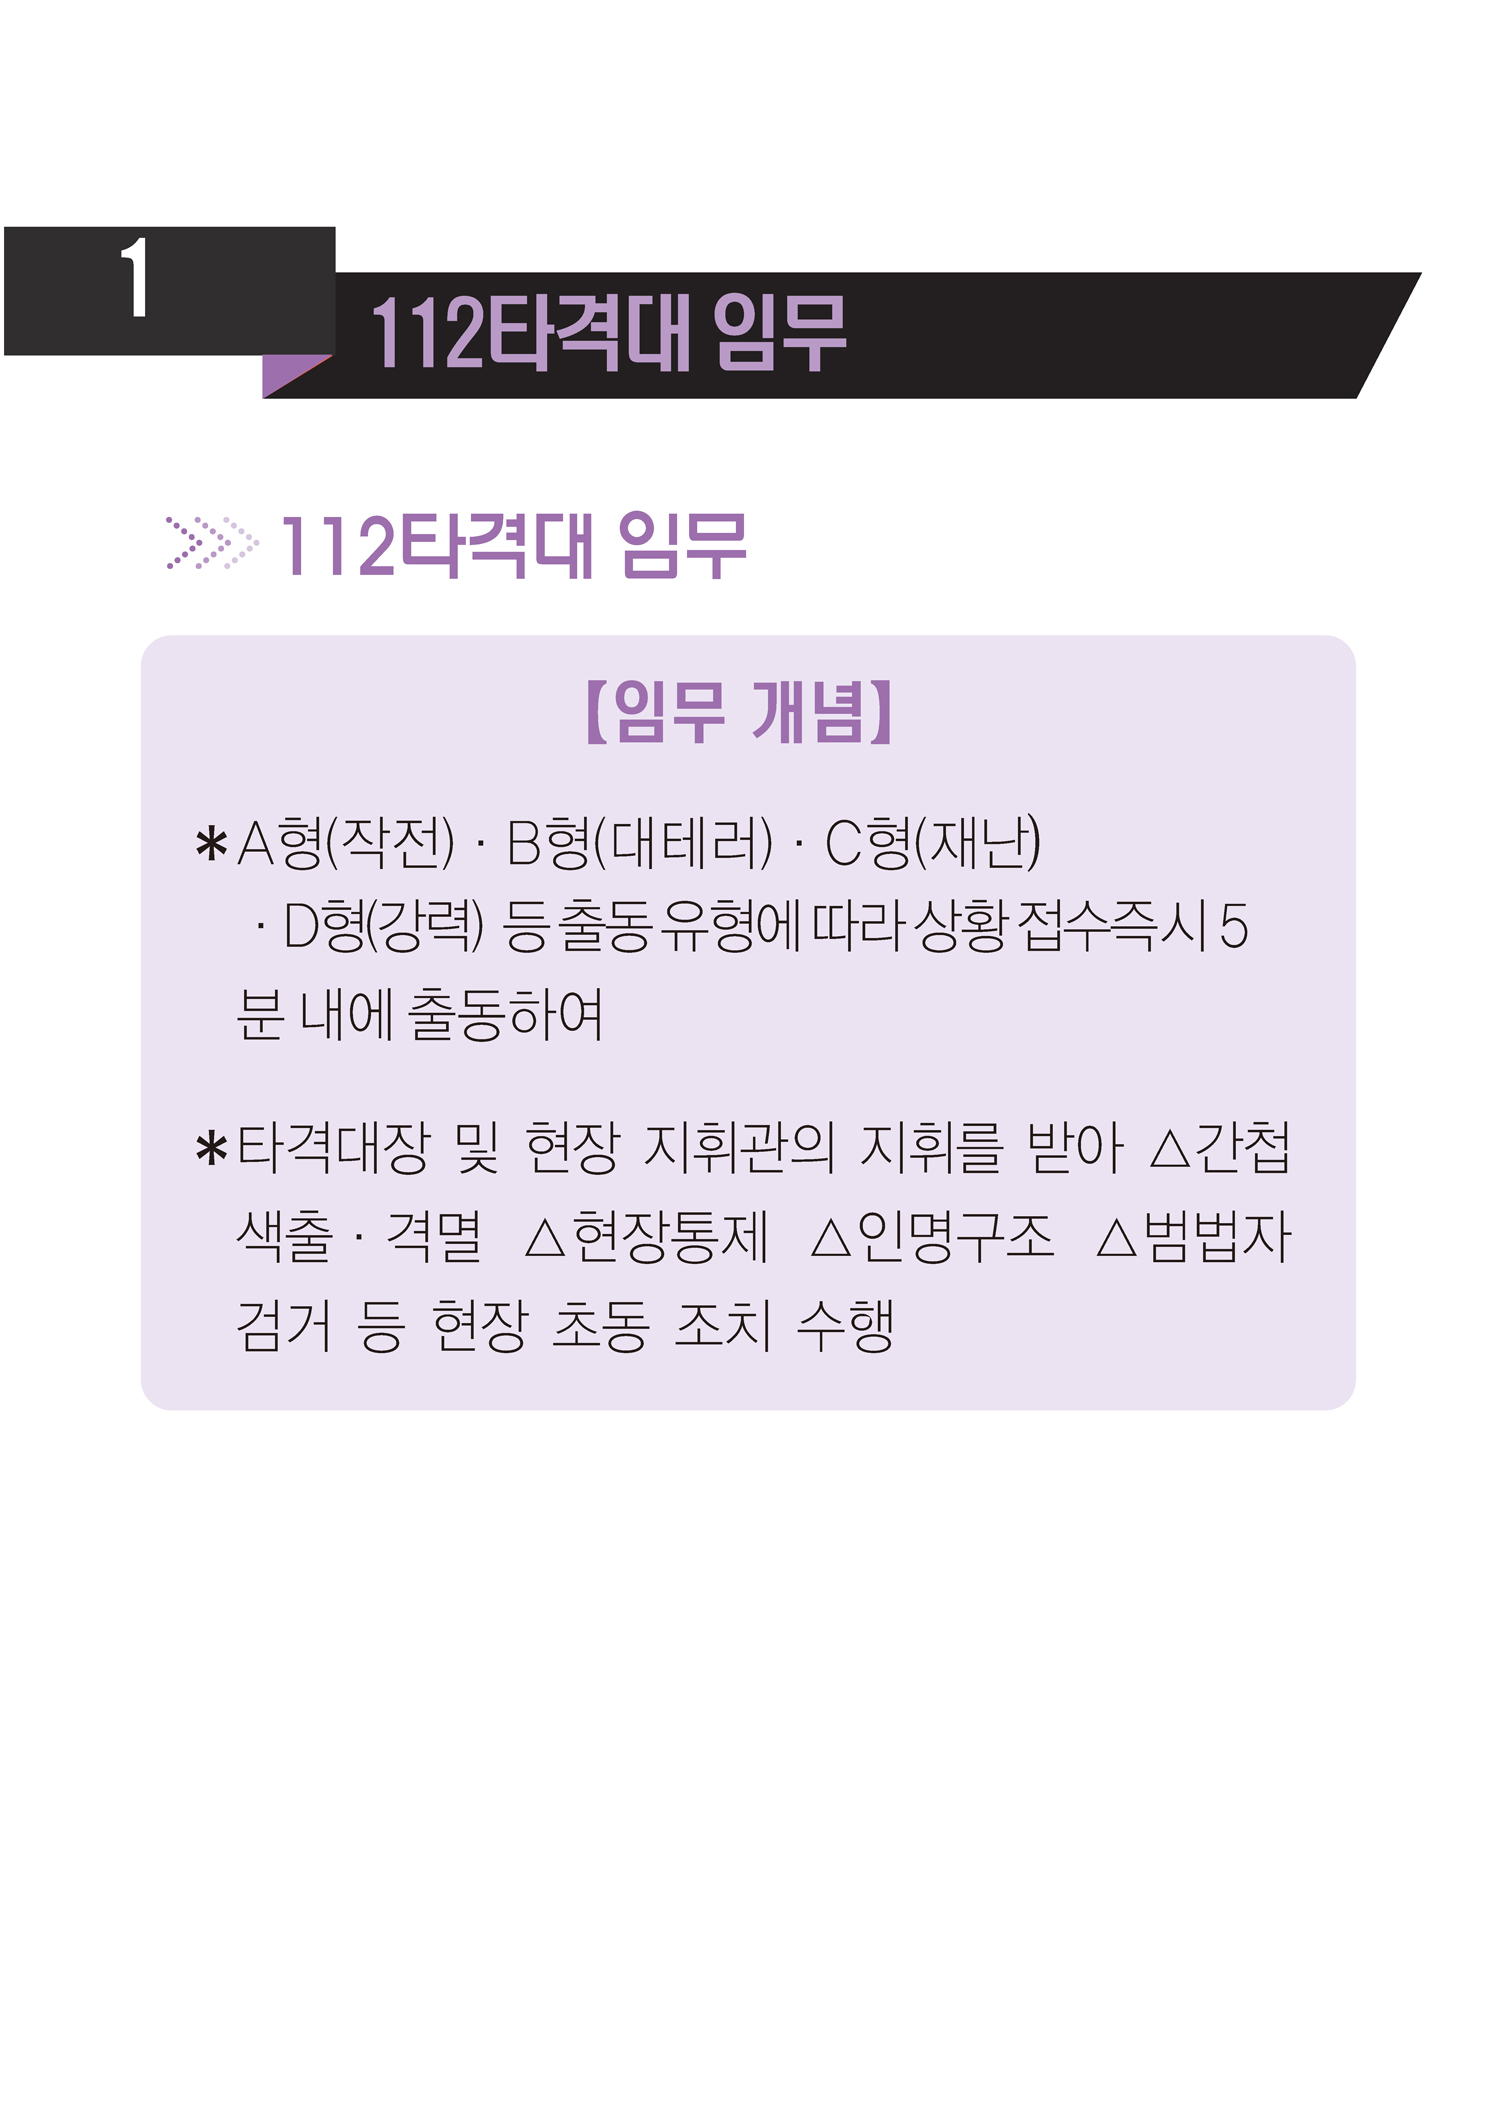 1
112타격대 임무
112타격대 임무
【임무 개념】
*A형(작전)·B형(대테러)·C형(재난)
·D형(강력) 등 출동 유형에 따라 상황 접수즉시 5
분 내에 출동하여
*타격대장 및 현장 지휘관의 지휘를 받아 △간첩
색출·격멸 △현장통제 △인명구조 △범법자
검거 등 현장 초동 조치 수행